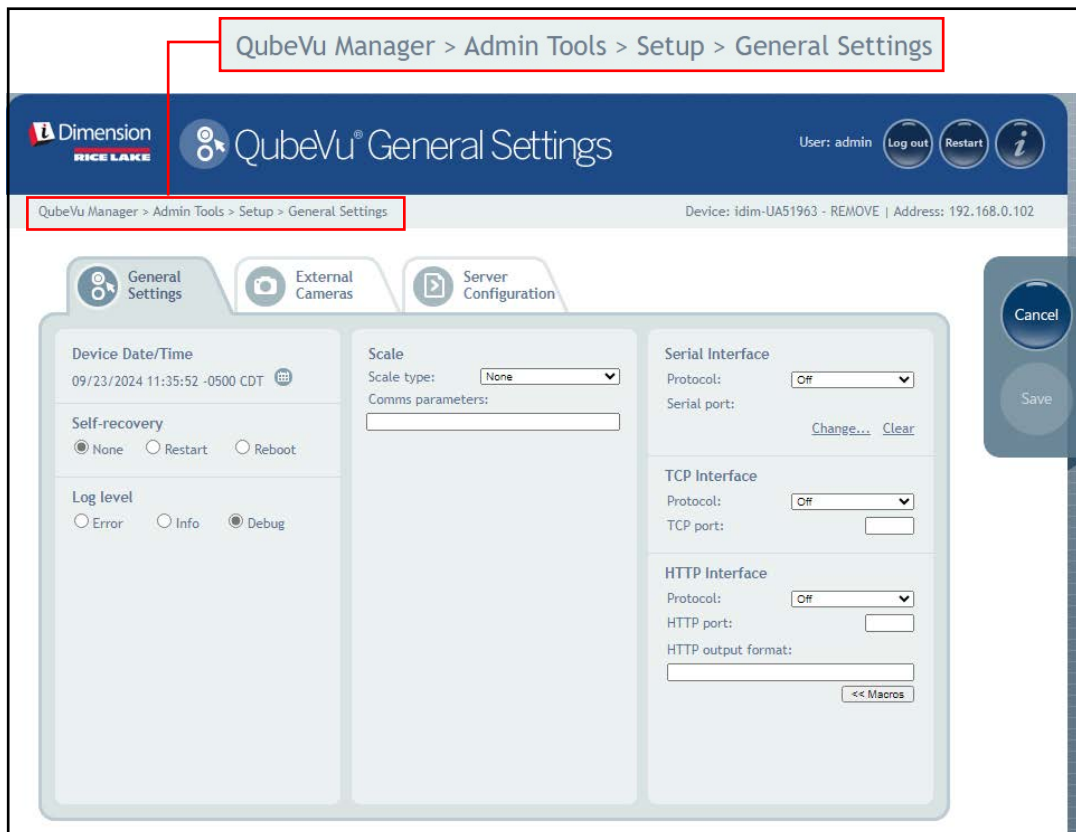 QubeVu Manager > Admin Tools > Setup > General Settings
i Dimension
RICE LAKE
QubeVu® General Settings
User: admin
Log out
Restart
i
QubeVu Manager > Admin Tools > Setup > General Settings
Device: idim-UA51963 - REMOVE | Address: 192.168.0.102
General
Settings
External
Cameras
Server
Configuration
Cancel
Save
Device Date/Time
09/23/2024 11:35:52 -0500 CDT
Self-recovery
None Restart Reboot
Log level
Error Info Debug
Scale
Scale type: None
Comms parameters:
Serial Interface
Protocol: Off
Serial port:
Change... Clear
TCP Interface
Protocol: Off
TCP port:
HTTP Interface
Protocol: Off
HTTP port:
HTTP output format:
<< Macros